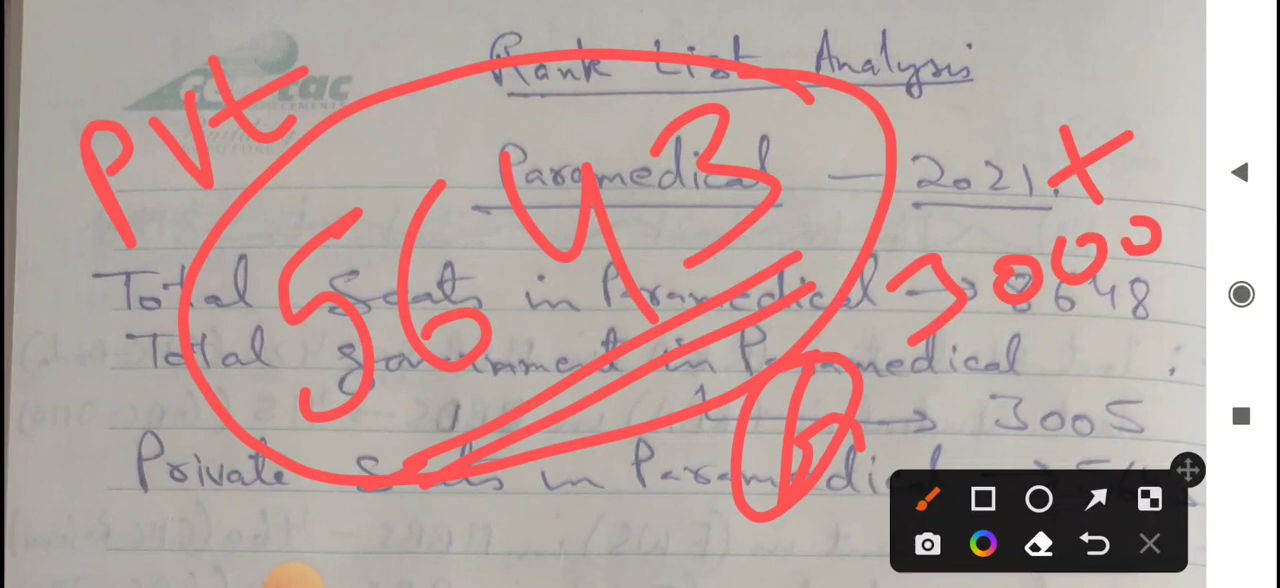 Rank List Analysis
Pvt
Paramedical — 2021
5643
3000
Total Seats in Paramedical → 8648
Total government in Paramedical
→ 3005
Private Seats in Paramedical